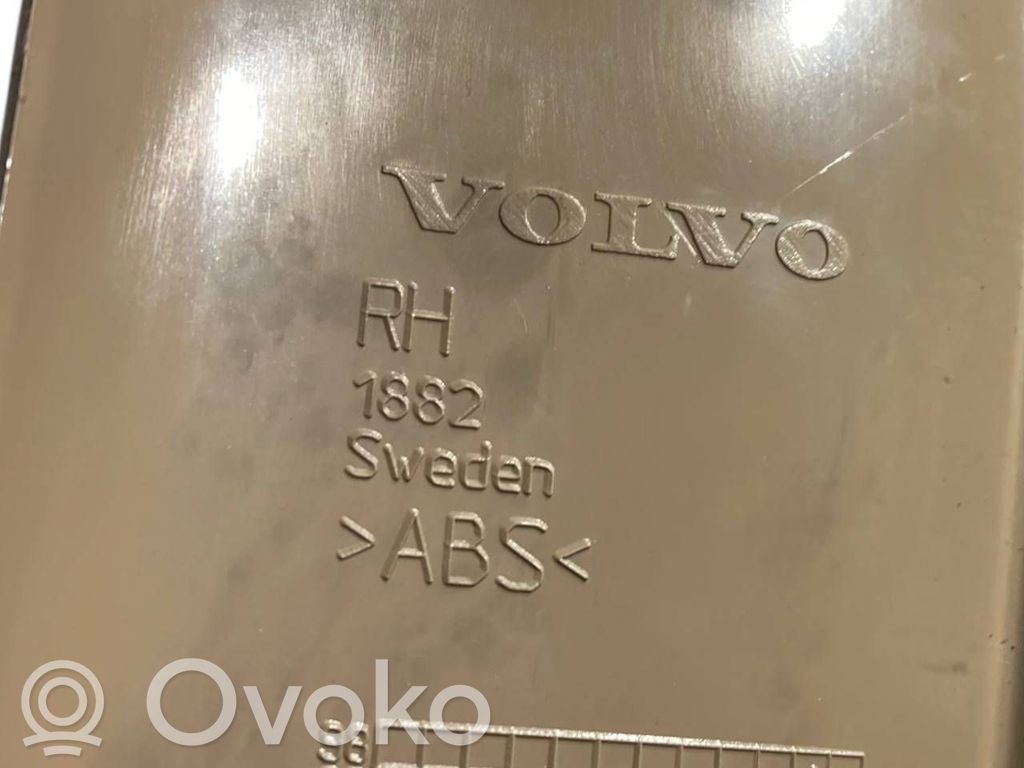 VOLVO
RH
1882
Sweden
>ABS<
Ovoko